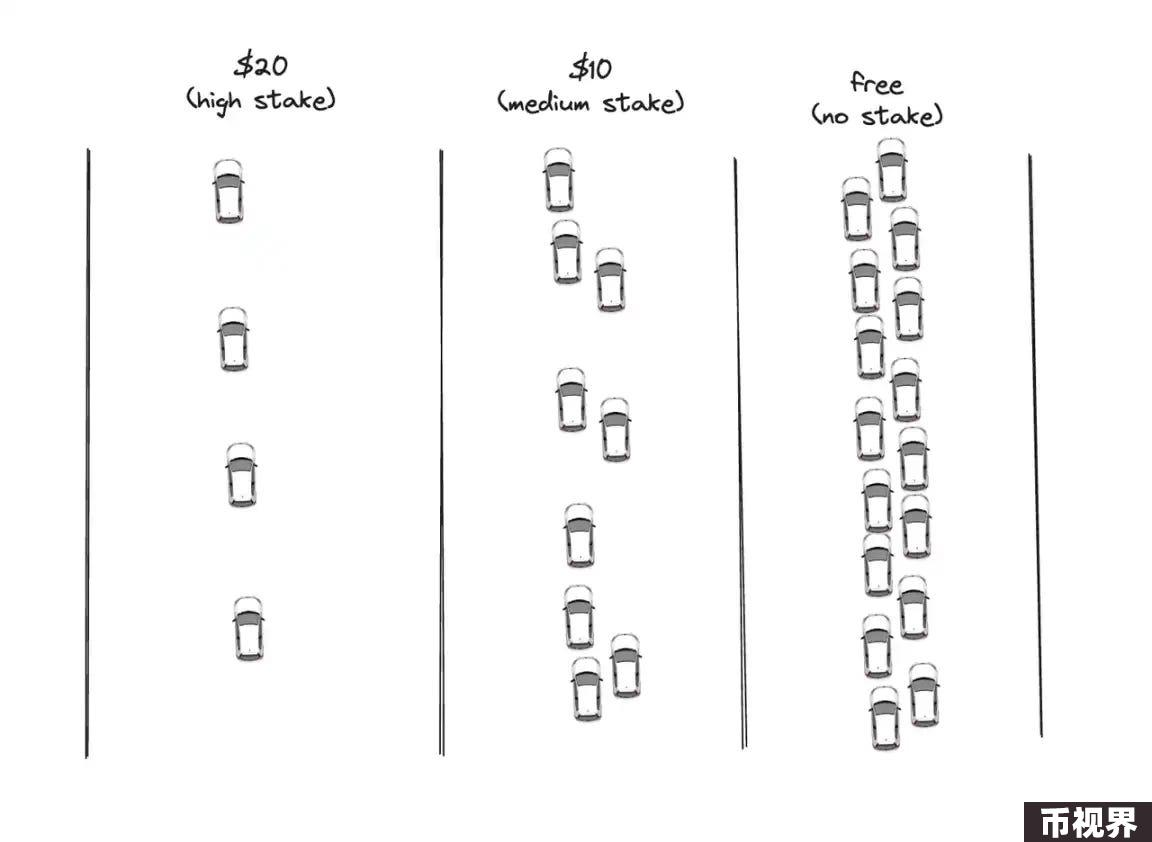 $20
(high stake)
$10
(medium stake)
free
(no stake)
币视界